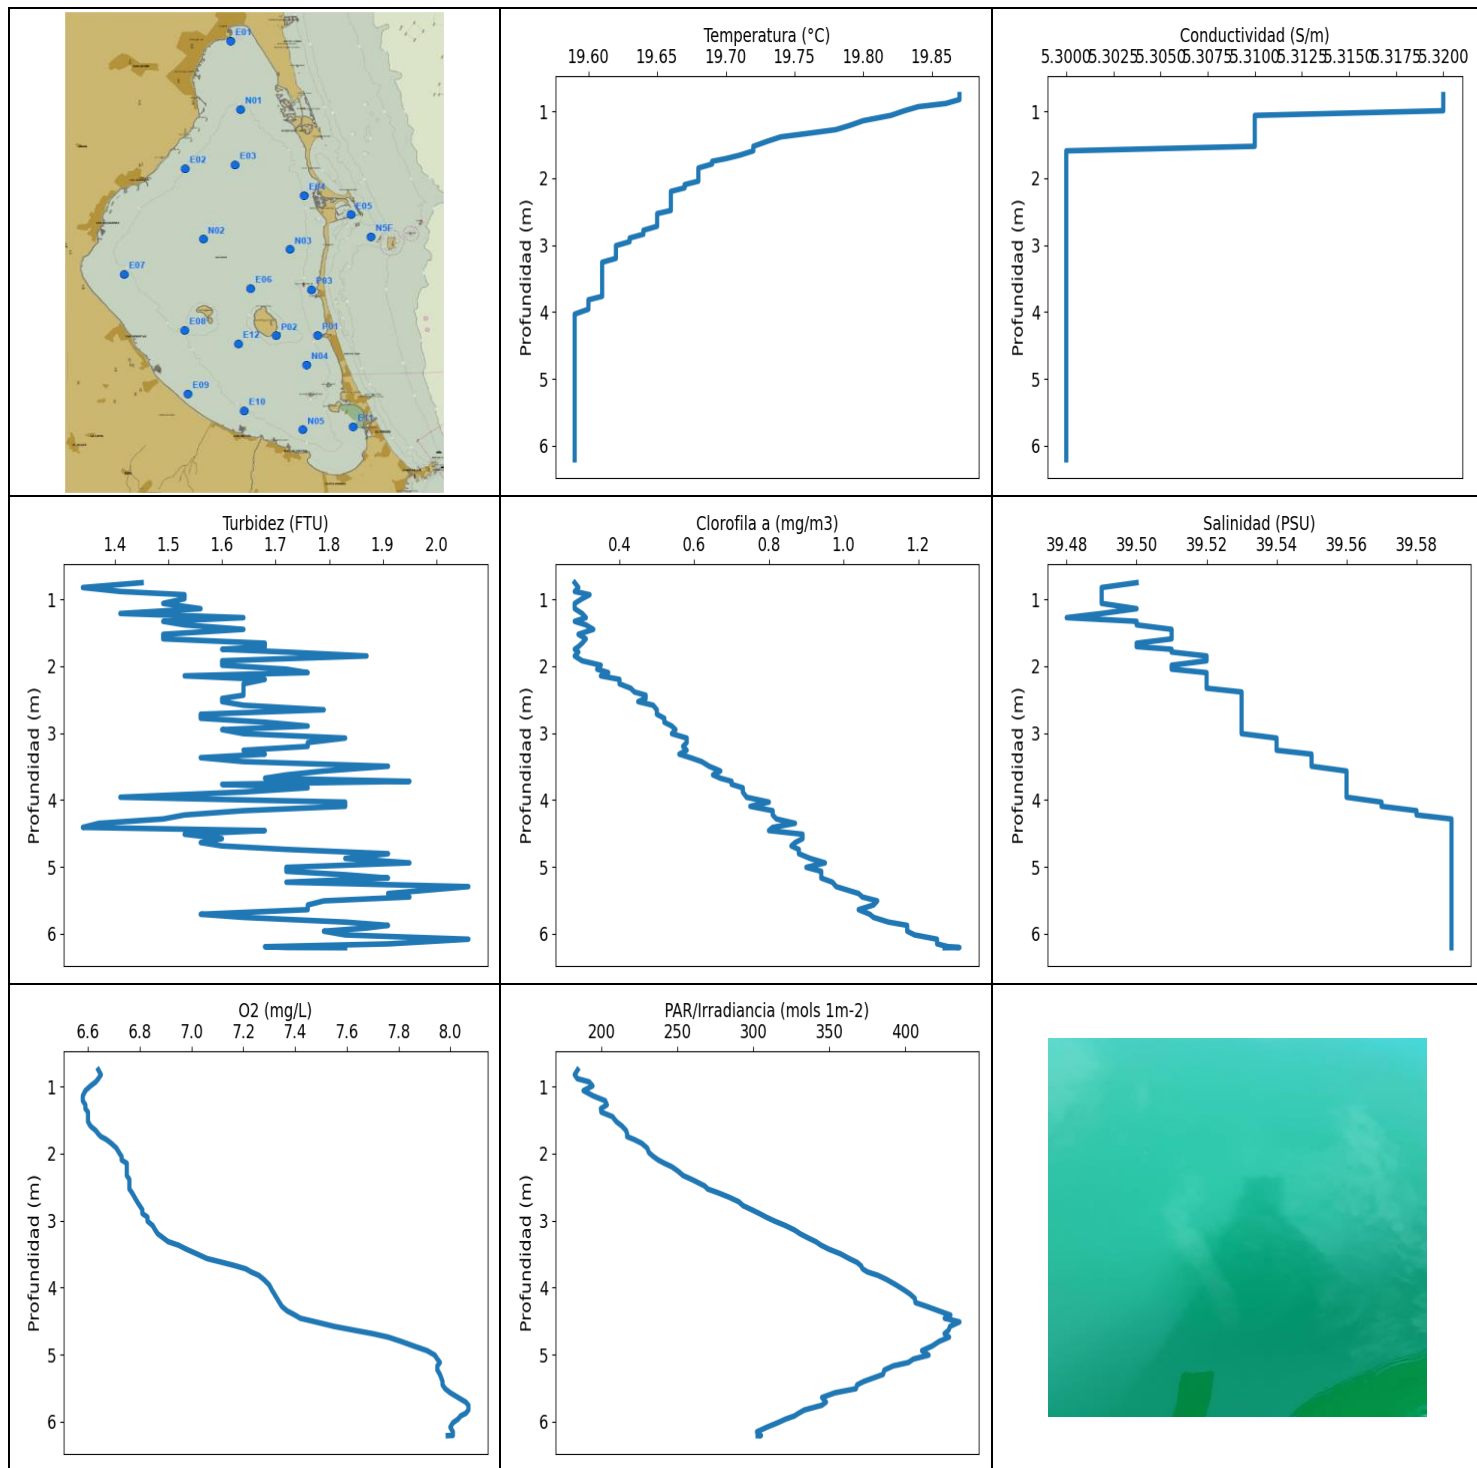 E01
N01
E02
E03
E04
E05
N5F
N02
N03
E07
E06
P03
E08
P02
P01
E12
N04
E09
E10
N05
E11
Temperatura (°C)
19.60 19.65 19.70 19.75 19.80 19.85
Profundidad (m)
1
2
3
4
5
6
Conductividad (S/m)
5.3000 5.3025 5.3050 5.3075 5.3100 5.3125 5.3150 5.3175 5.3200
Profundidad (m)
1
2
3
4
5
6
Turbidez (FTU)
1.4 1.5 1.6 1.7 1.8 1.9 2.0
Profundidad (m)
1
2
3
4
5
6
Clorofila a (mg/m3)
0.4 0.6 0.8 1.0 1.2
Profundidad (m)
1
2
3
4
5
6
Salinidad (PSU)
39.48 39.50 39.52 39.54 39.56 39.58
Profundidad (m)
1
2
3
4
5
6
O2 (mg/L)
6.6 6.8 7.0 7.2 7.4 7.6 7.8 8.0
Profundidad (m)
1
2
3
4
5
6
PAR/Irradiancia (mols 1m-2)
200 250 300 350 400
Profundidad (m)
1
2
3
4
5
6